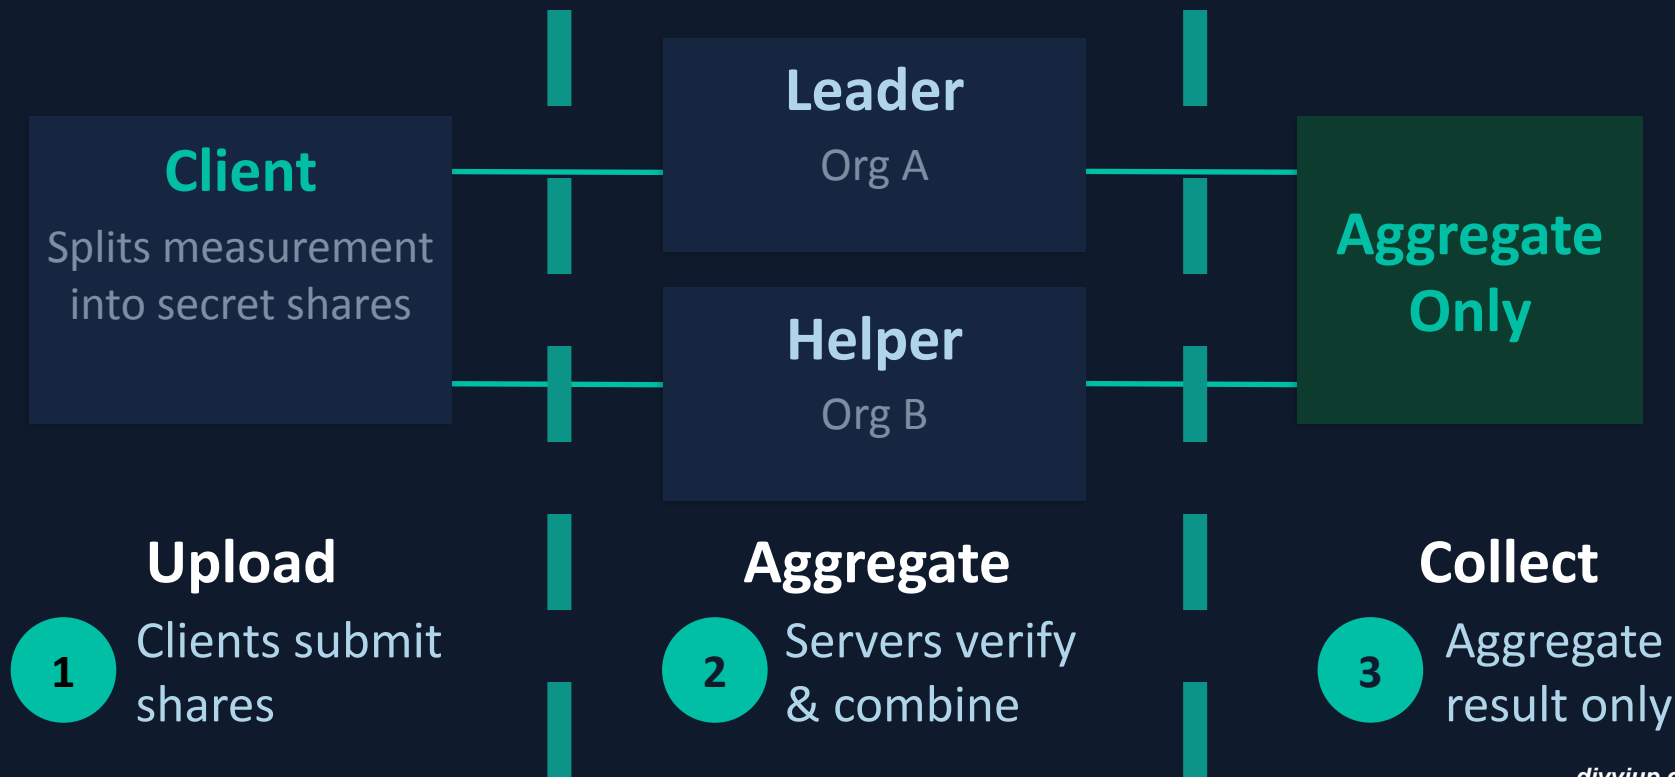 Client
Splits measurement
into secret shares
Leader
Org A
Helper
Org B
Aggregate
Only
Upload
1
Clients submit
shares
Aggregate
2
Servers verify
& combine
Collect
3
Aggregate
result only